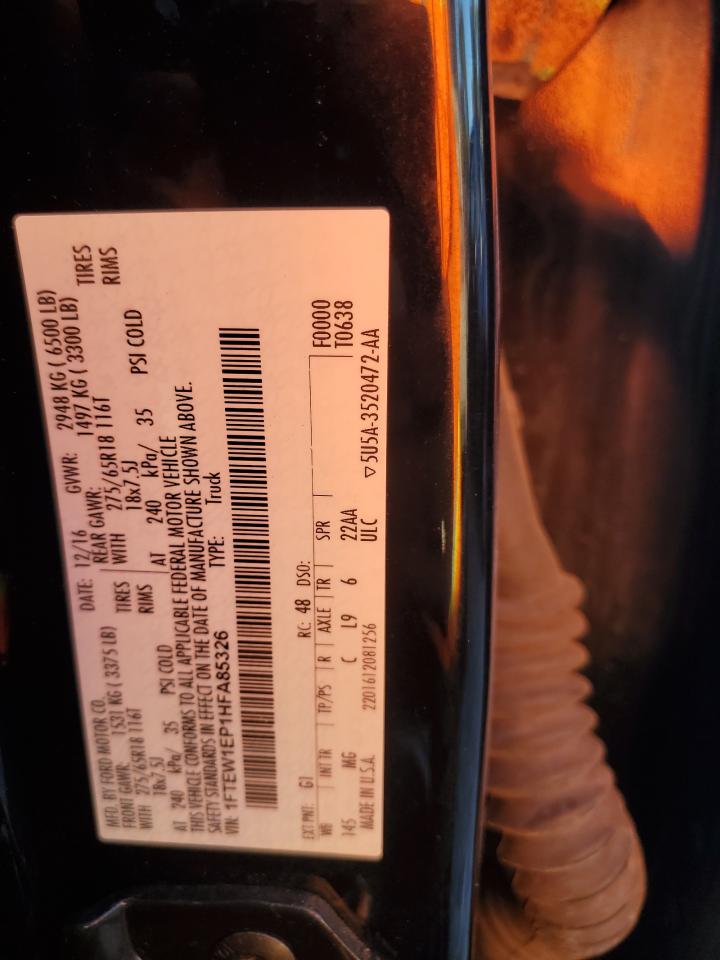 MFD. BY FORD MOTOR CO. DATE: 12/16 GVWR: 2948 KG ( 6500 LB)
FRONT GAWR: 1531 KG ( 3375 LB) REAR GAWR: 1497 KG ( 3300 LB)
WITH 275/65R18 116T TIRES WITH 275/65R18 116T TIRES
18x7.5J RIMS 18x7.5J RIMS
AT 240 kPa/ 35 PSI COLD AT 240 kPa/ 35 PSI COLD
THIS VEHICLE CONFORMS TO ALL APPLICABLE FEDERAL MOTOR VEHICLE
SAFETY STANDARDS IN EFFECT ON THE DATE OF MANUFACTURE SHOWN ABOVE.
VIN: 1FTEW1EP1HFA85326 TYPE: Truck
EXT PNT: G1 RC: 48 DSO: F0000
WB INT TR TP/PS R AXLE TR SPR T0638
145 MG C L9 6 22AA
MADE IN U.S.A. 2201612081256 ULC ▽5U5A-3520472-AA